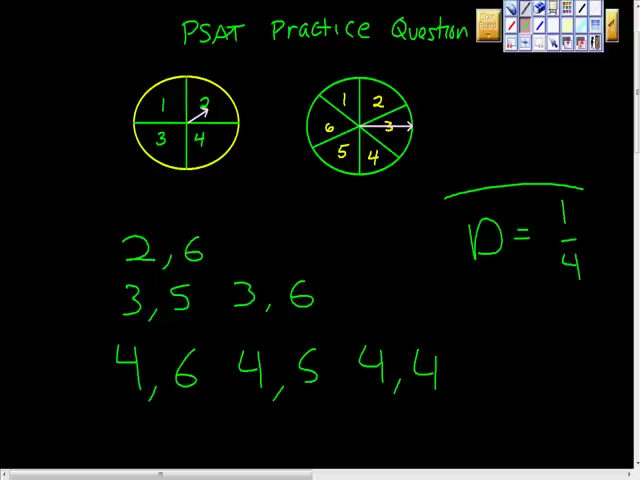 PSAT Practice Question
1 2
3 4
1 2
6 3
5 4
D = 1/4
2, 6
3, 5 3, 6
4, 6 4, 5 4, 4